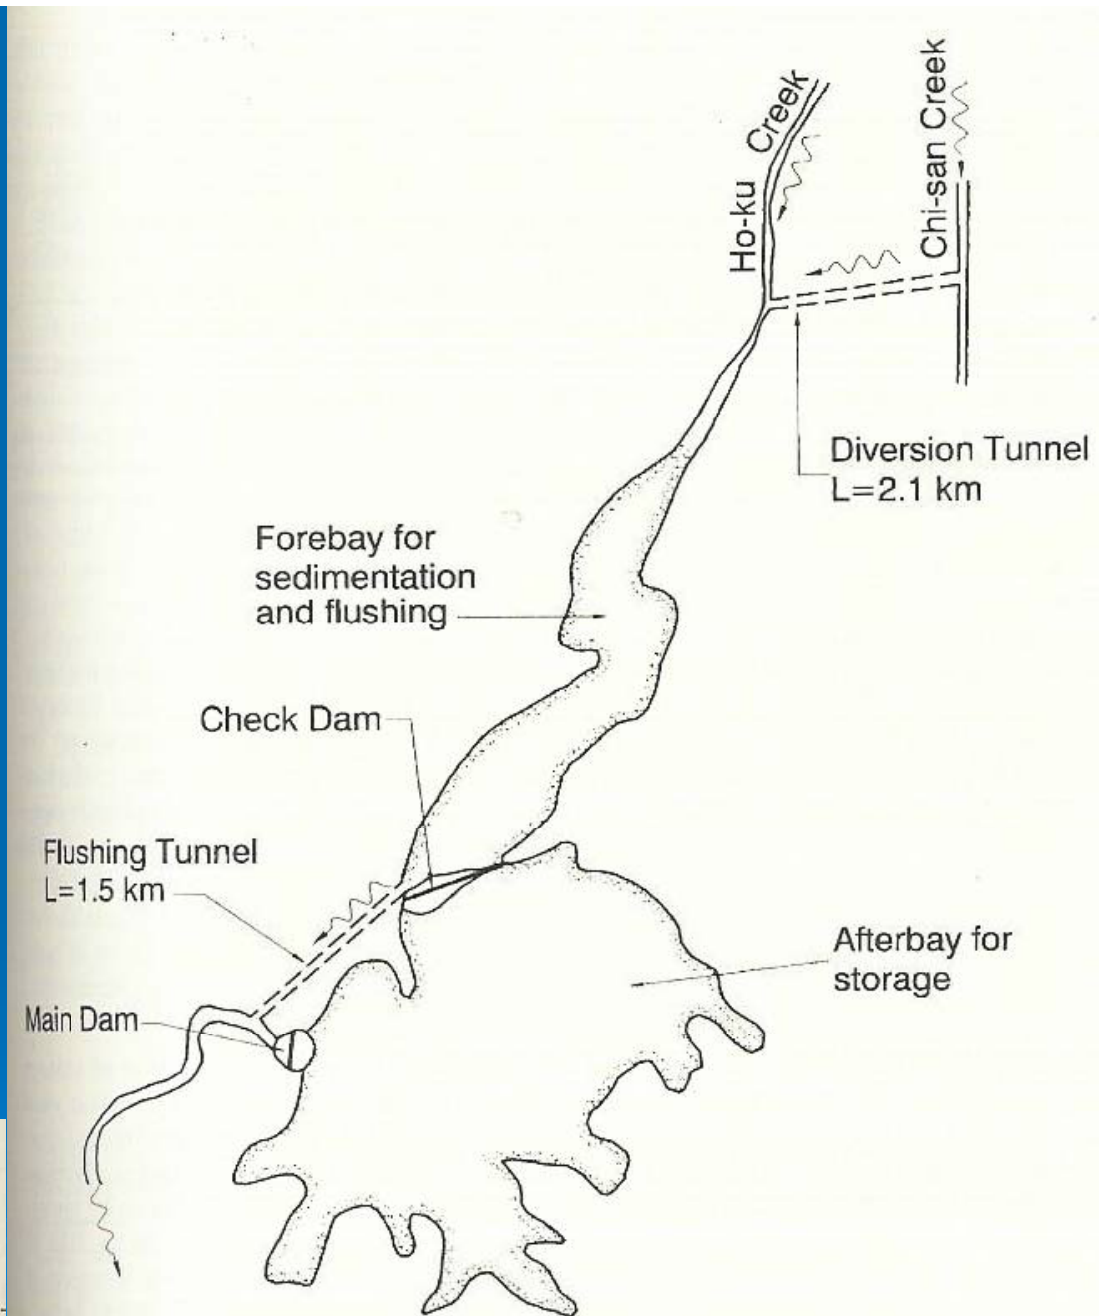 Ho-ku Creek
Chi-san Creek
Diversion Tunnel
L=2.1 km
Forebay for
sedimentation
and flushing
Check Dam
Flushing Tunnel
L=1.5 km
Afterbay for
storage
Main Dam